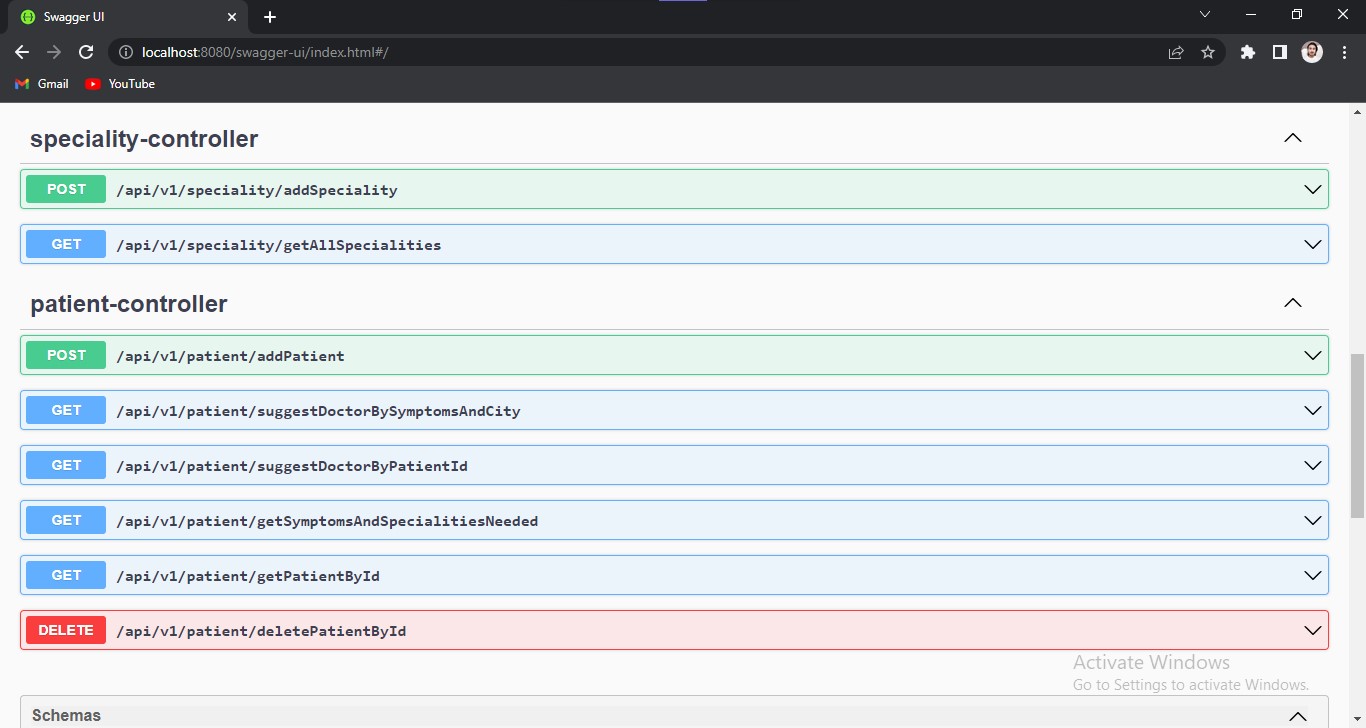 Swagger UI
localhost:8080/swagger-ui/index.html#/
Gmail YouTube
speciality-controller
POST /api/v1/speciality/addSpeciality
GET /api/v1/speciality/getAllSpecialities
patient-controller
POST /api/v1/patient/addPatient
GET /api/v1/patient/suggestDoctorBySymptomsAndCity
GET /api/v1/patient/suggestDoctorByPatientId
GET /api/v1/patient/getSymptomsAndSpecialitiesNeeded
GET /api/v1/patient/getPatientById
DELETE /api/v1/patient/deletePatientById
Activate Windows
Go to Settings to activate Windows.
Schemas